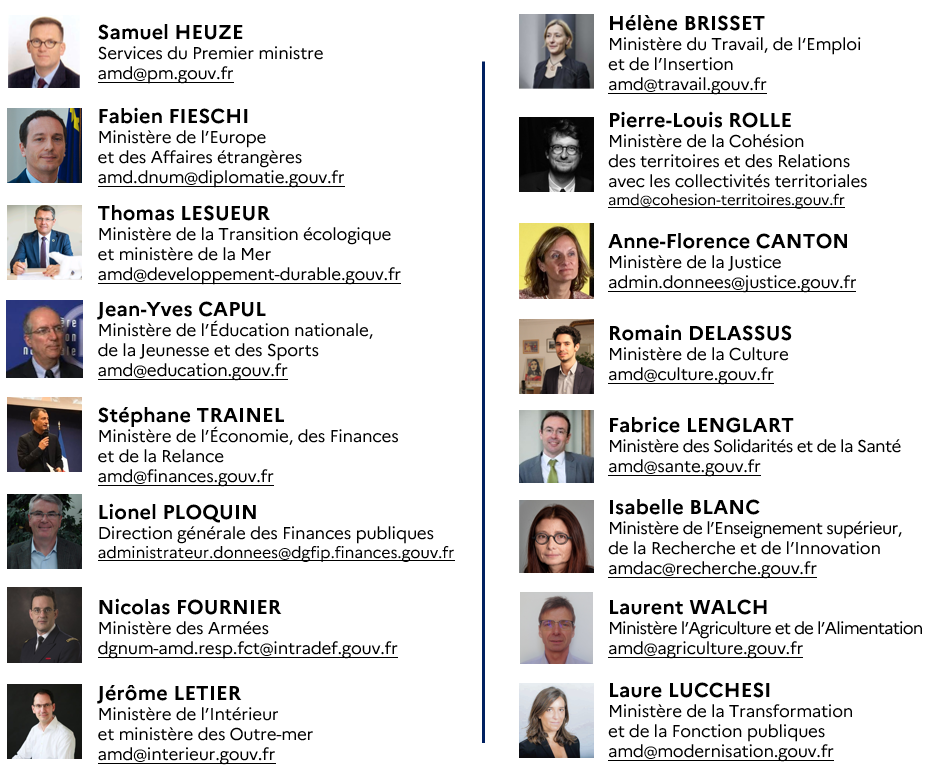 Samuel HEUZE
Services du Premier ministre
amd@pm.gouv.fr
Fabien FIESCHI
Ministère de l'Europe
et des Affaires étrangères
amd.dnum@diplomatie.gouv.fr
Thomas LESUEUR
Ministère de la Transition écologique
et ministère de la Mer
amd@developpement-durable.gouv.fr
Jean-Yves CAPUL
Ministère de l'Éducation nationale,
de la Jeunesse et des Sports
amd@education.gouv.fr
Stéphane TRAINEL
Ministère de l'Économie, des Finances
et de la Relance
amd@finances.gouv.fr
Lionel PLOQUIN
Direction générale des Finances publiques
administrateur.donnees@dgfip.finances.gouv.fr
Nicolas FOURNIER
Ministère des Armées
dgnum-amd.resp.fct@intradef.gouv.fr
Jérôme LETIER
Ministère de l'Intérieur
et ministère des Outre-mer
amd@interieur.gouv.fr
Hélène BRISSET
Ministère du Travail, de l'Emploi
et de l'Insertion
amd@travail.gouv.fr
Pierre-Louis ROLLE
Ministère de la Cohésion
des territoires et des Relations
avec les collectivités territoriales
amd@cohesion-territoires.gouv.fr
Anne-Florence CANTON
Ministère de la Justice
admin.donnees@justice.gouv.fr
Romain DELASSUS
Ministère de la Culture
amd@culture.gouv.fr
Fabrice LENGLART
Ministère des Solidarités et de la Santé
amd@sante.gouv.fr
Isabelle BLANC
Ministère de l'Enseignement supérieur,
de la Recherche et de l'Innovation
amdac@recherche.gouv.fr
Laurent WALCH
Ministère l'Agriculture et de l'Alimentation
amd@agriculture.gouv.fr
Laure LUCCHESI
Ministère de la Transformation
et de la Fonction publiques
amd@modernisation.gouv.fr